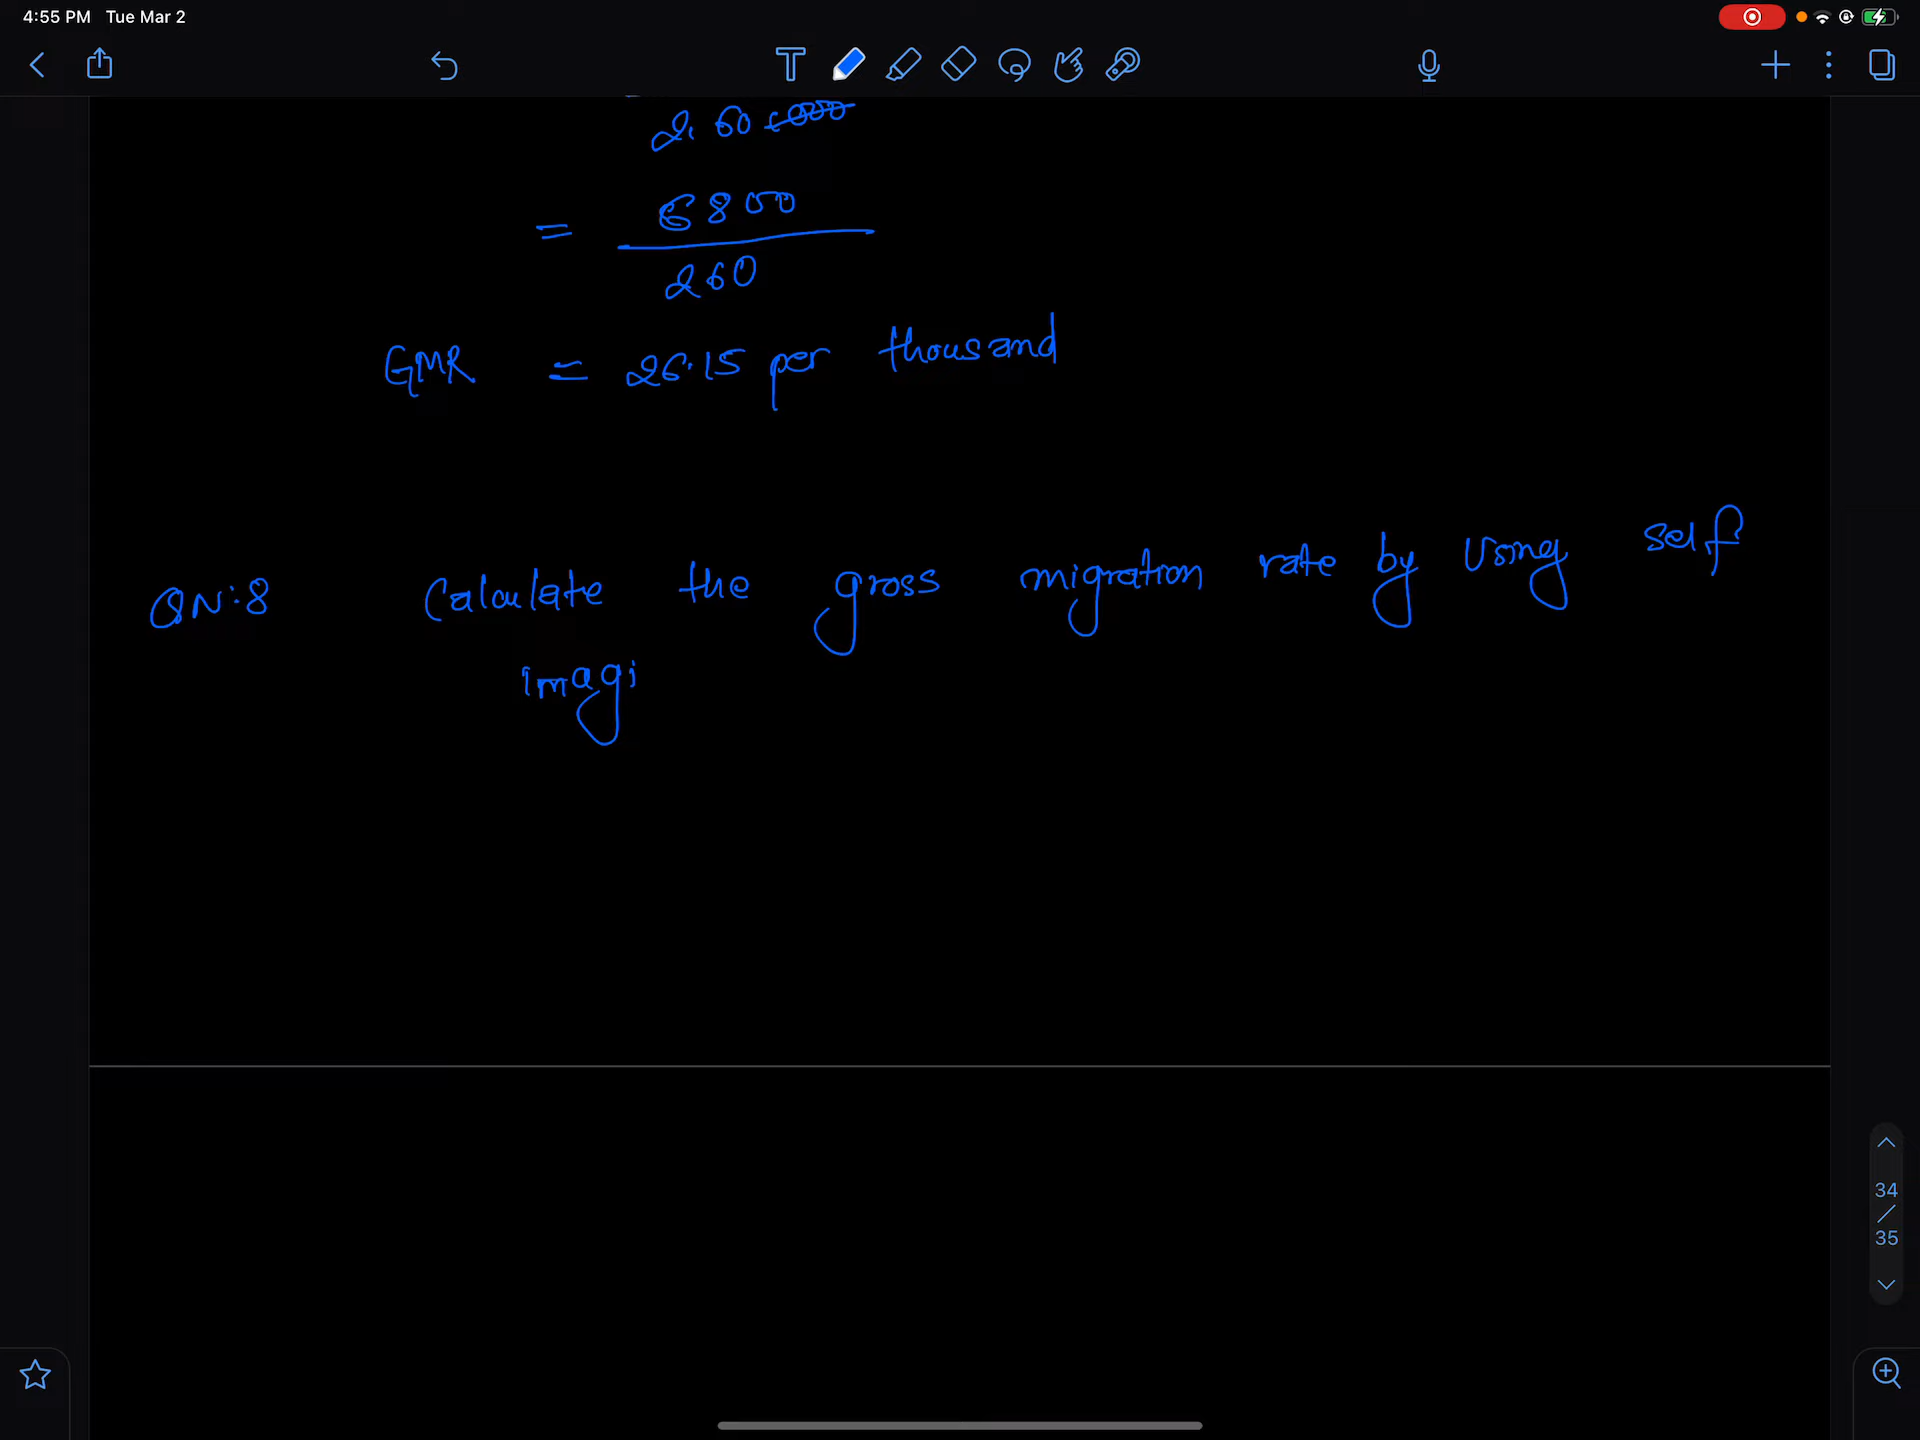 4:55 PM Tue Mar 2
2,60,000
=
6800
260
GMR = 26.15 per thousand
QN:8 Calculate the gross migration rate by Using self
imagi
34
/
35